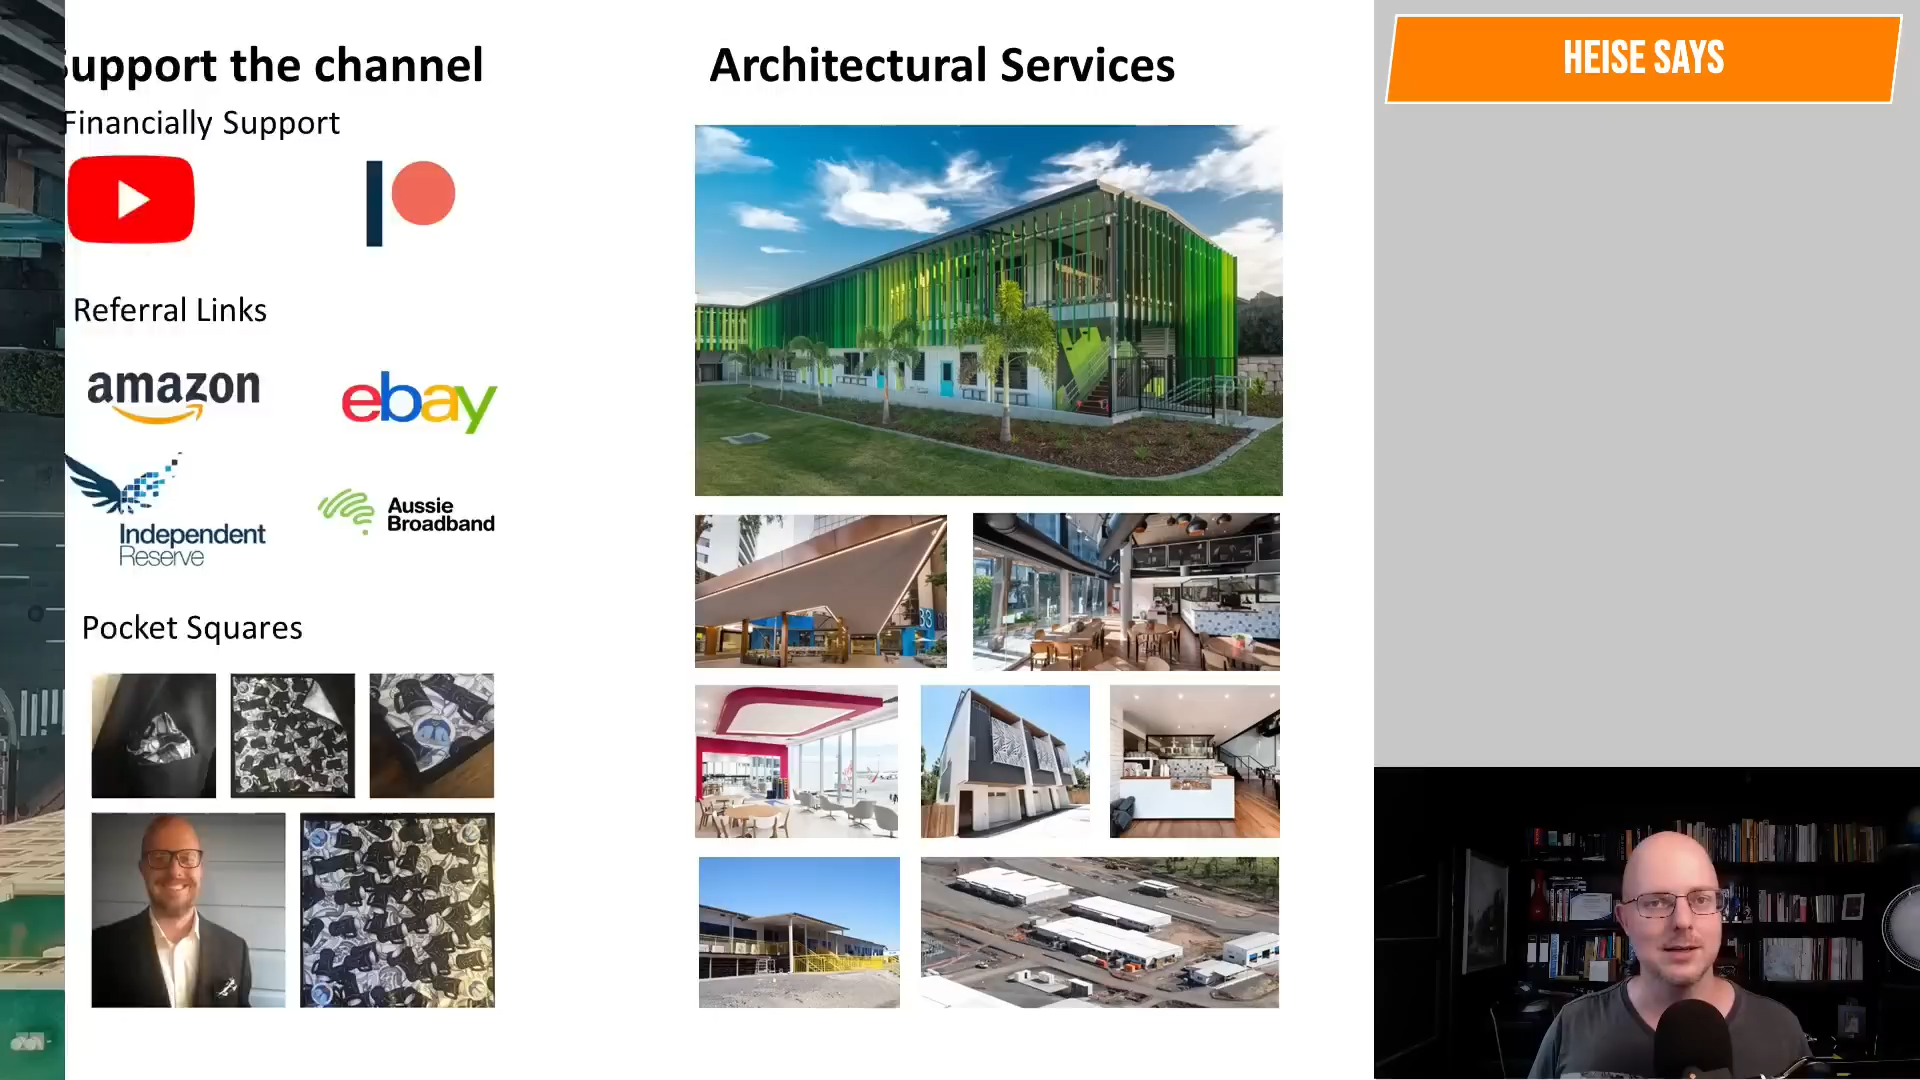 upport the channel
Financially Support
Referral Links
amazon
ebay
Independent
Reserve
Aussie
Broadband
Pocket Squares
Architectural Services
33
HEISE SAYS